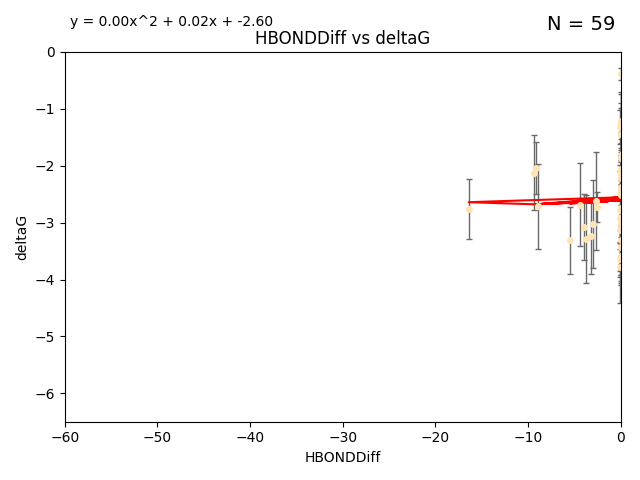 y = 0.00x^2 + 0.02x + -2.60
N = 59
HBONDDiff vs deltaG
deltaG
0
−1
−2
−3
−4
−5
−6
−60
−50
−40
−30
−20
−10
0
HBONDDiff